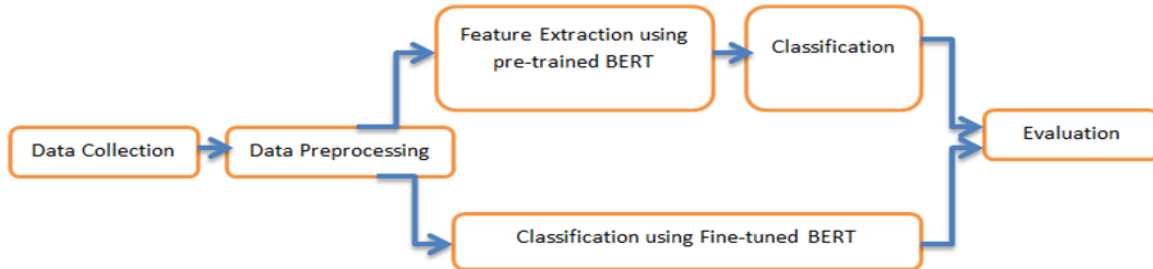 Feature Extraction using
pre-trained BERT
Classification
Data Collection
Data Preprocessing
Evaluation
Classification using Fine-tuned BERT